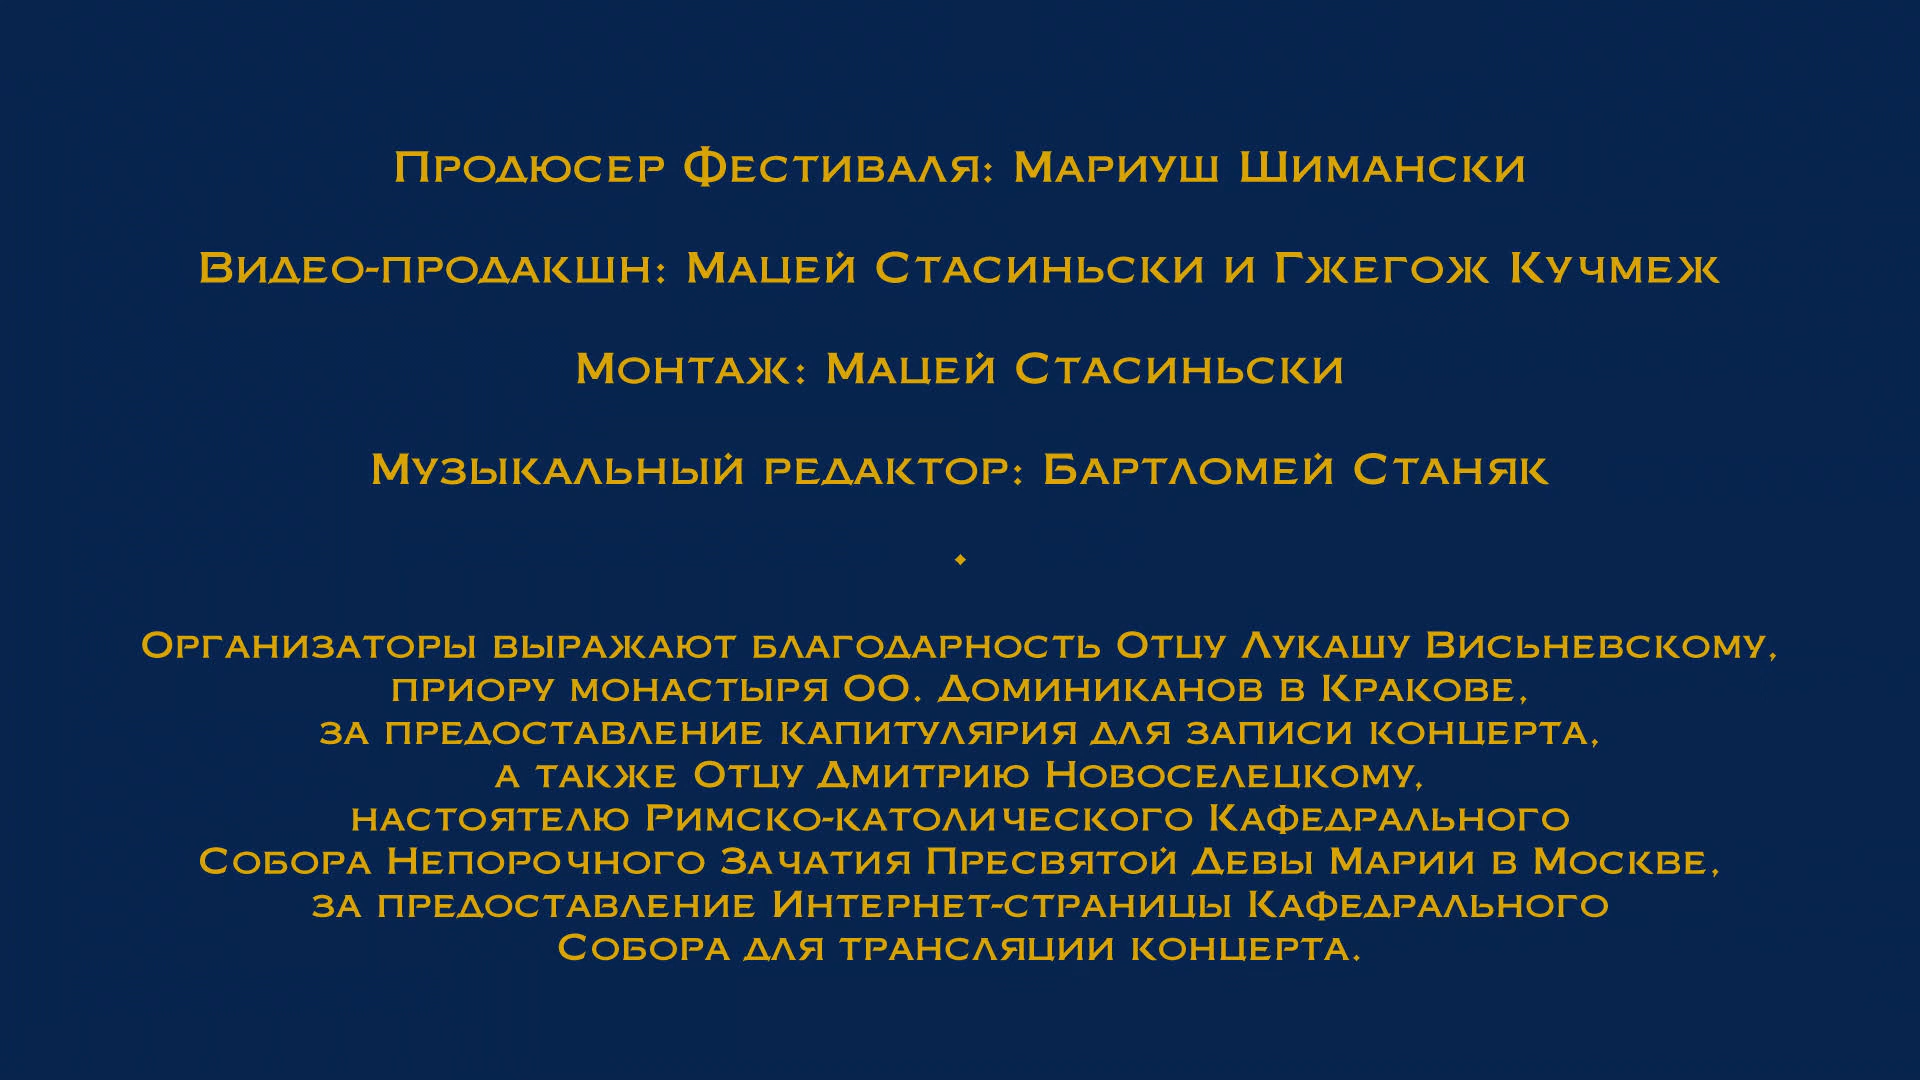 Продюсер Фестиваля: Мариуш Шимански
Видео-продакшн: Мацей Стасиньски и Гжегож Кучмеж
Монтаж: Мацей Стасиньски
Музыкальный редактор: Бартломей Станяк
Организаторы выражают благодарность Отцу Лукашу Висьневскому,
приору монастыря ОО. Доминиканов в Кракове,
за предоставление капитулярия для записи концерта,
а также Отцу Дмитрию Новоселецкому,
настоятелю Римско-католического Кафедрального
Собора Непорочного Зачатия Пресвятой Девы Марии в Москве,
за предоставление Интернет-страницы Кафедрального
Собора для трансляции концерта.